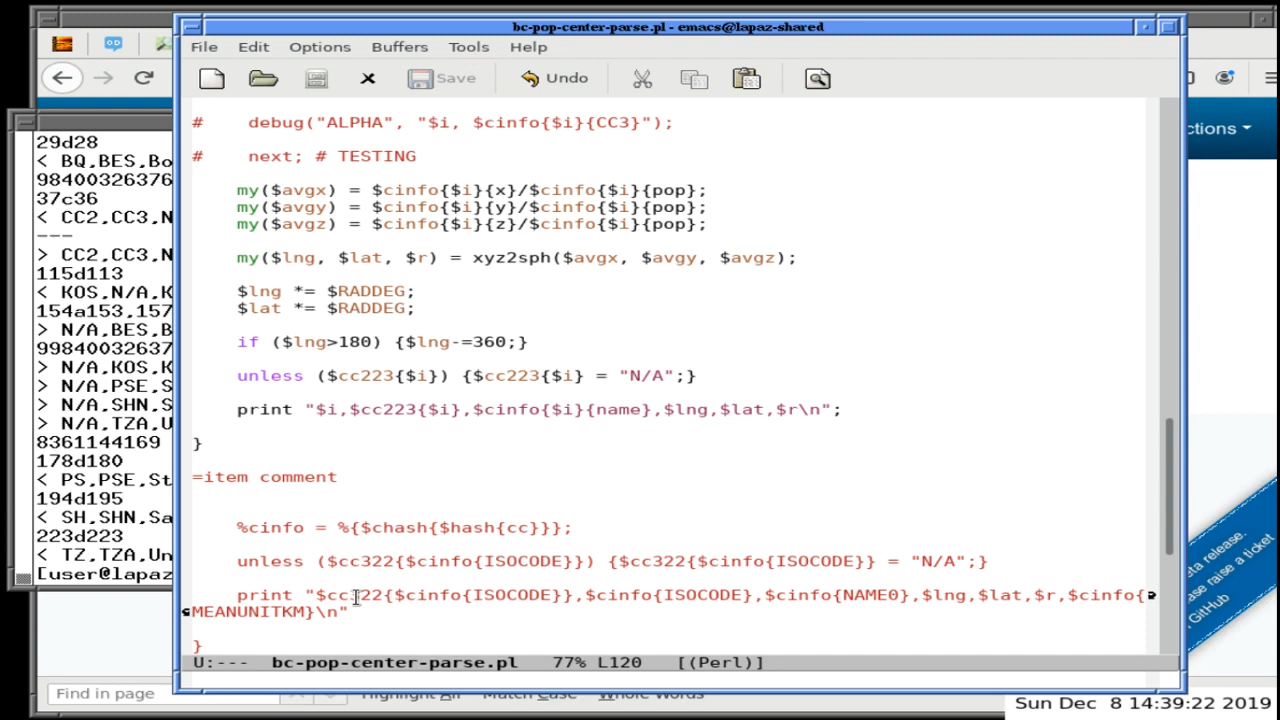 bc-pop-center-parse.pl - emacs@lapaz-shared
File Edit Options Buffers Tools Help
Save Undo
# debug("ALPHA", "$i, $cinfo{$i}{CC3}");
# next; # TESTING
my($avgx) = $cinfo{$i}{x}/$cinfo{$i}{pop};
my($avgy) = $cinfo{$i}{y}/$cinfo{$i}{pop};
my($avgz) = $cinfo{$i}{z}/$cinfo{$i}{pop};
my($lng, $lat, $r) = xyz2sph($avgx, $avgy, $avgz);
$lng *= $RADDEG;
$lat *= $RADDEG;
if ($lng>180) {$lng-=360;}
unless ($cc223{$i}) {$cc223{$i} = "N/A";}
print "$i,$cc223{$i},$cinfo{$i}{name},$lng,$lat,$r\n";
}
=item comment
%cinfo = %{$chash{$hash{cc}}};
unless ($cc322{$cinfo{ISOCODE}}) {$cc322{$cinfo{ISOCODE}} = "N/A";}
print "$cc322{$cinfo{ISOCODE}},$cinfo{ISOCODE},$cinfo{NAME0},$lng,$lat,$r,$cinfo{
MEANUNITKM}\n"
}
U:--- bc-pop-center-parse.pl 77% L120 [(Perl)]
29d28
< BQ,BES,Bo
98400326376
37c36
< CC2,CC3,N
---
> CC2,CC3,N
115d113
< KOS,N/A,K
154a153,157
> N/A,BES,B
99840032637
> N/A,KOS,K
> N/A,PSE,S
> N/A,SHN,S
> N/A,TZA,U
8361144169
178d180
< PS,PSE,St
194d195
< SH,SHN,Sa
223d223
< TZ,TZA,Un
[user@lapaz
ctions
eta release.
ase raise a ticket
GitHub
Find in page
Highlight All Match Case Whole Words
Sun Dec 8 14:39:22 2019